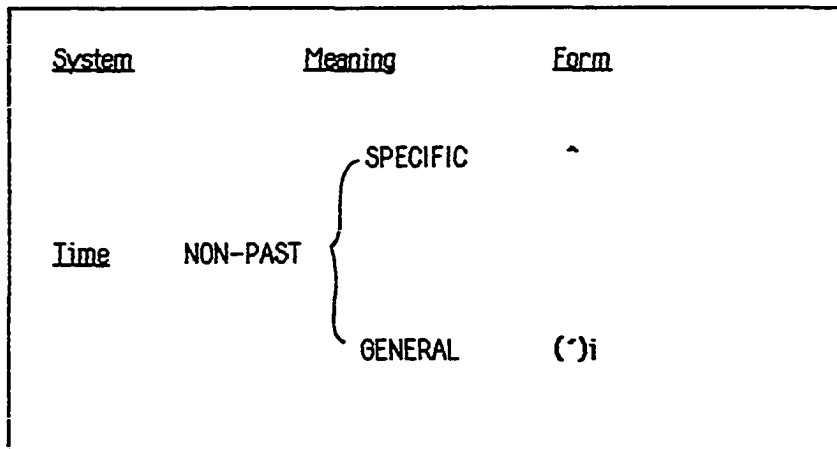 System Meaning Form
SPECIFIC ˆ
Time NON-PAST
GENERAL (ˆ)i